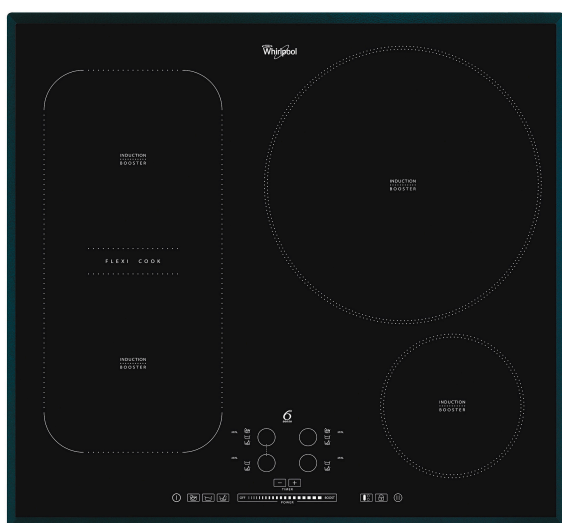 Whirlpool
INDUCTION
BOOSTER
INDUCTION
BOOSTER
FLEXI COOK
INDUCTION
BOOSTER
INDUCTION
BOOSTER
6
− +
TIMER
OFF BOOST
POWER